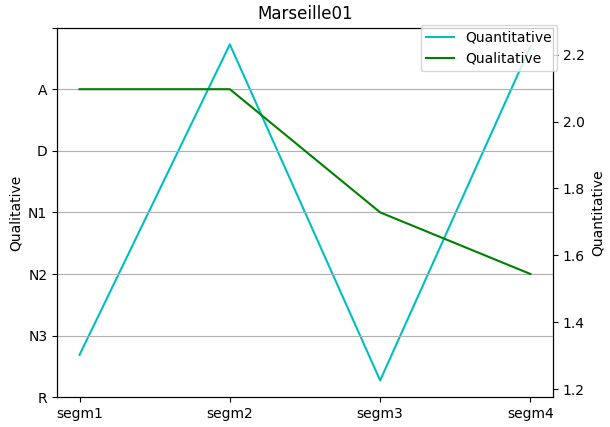 Marseille01
Quantitative
Qualitative
A
D
N1
N2
N3
R
Qualitative
2.2
2.0
1.8
1.6
1.4
1.2
Quantitative
segm1 segm2 segm3 segm4